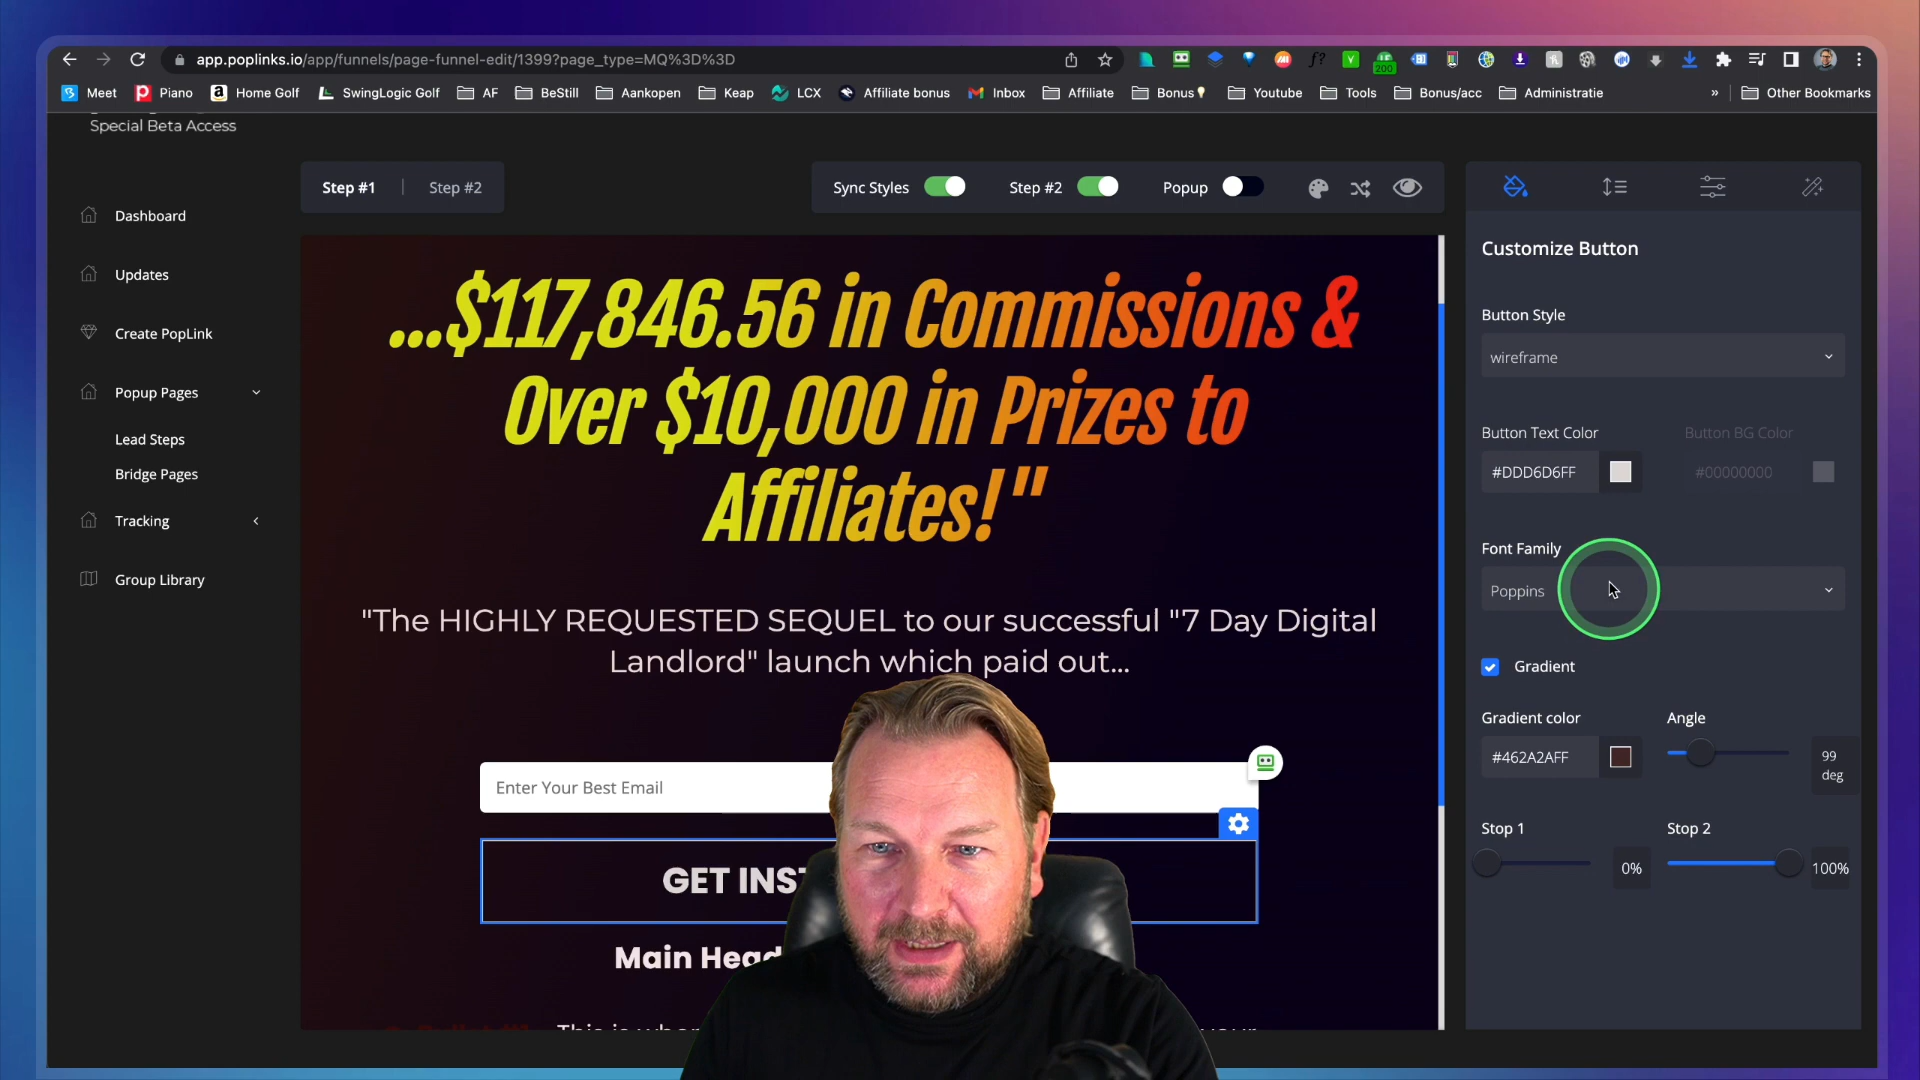 app.poplinks.io/app/funnels/page-funnel-edit/1399?page_type=MQ%3D%3D
200
Meet
Piano
Home Golf
SwingLogic Golf
AF
BeStill
Aankopen
Keap
LCX
Affiliate bonus
Inbox
Affiliate
Bonus
Youtube
Tools
Bonus/acc
Administratie
»
Other Bookmarks
Special Beta Access
Dashboard
Updates
Create PopLink
Popup Pages
Lead Steps
Bridge Pages
Tracking
Group Library
Step #1
Step #2
Sync Styles
Step #2
Popup
...$117,846.56 in Commissions &
Over $10,000 in Prizes to
Affiliates!"
"The HIGHLY REQUESTED SEQUEL to our successful "7 Day Digital
Landlord" launch which paid out...
Enter Your Best Email
GET INST
Main Head
Customize Button
Button Style
wireframe
Button Text Color
Button BG Color
#DDD6D6FF
#00000000
Font Family
Poppins
Gradient
Gradient color
Angle
#462A2AFF
99
deg
Stop 1
Stop 2
0%
100%